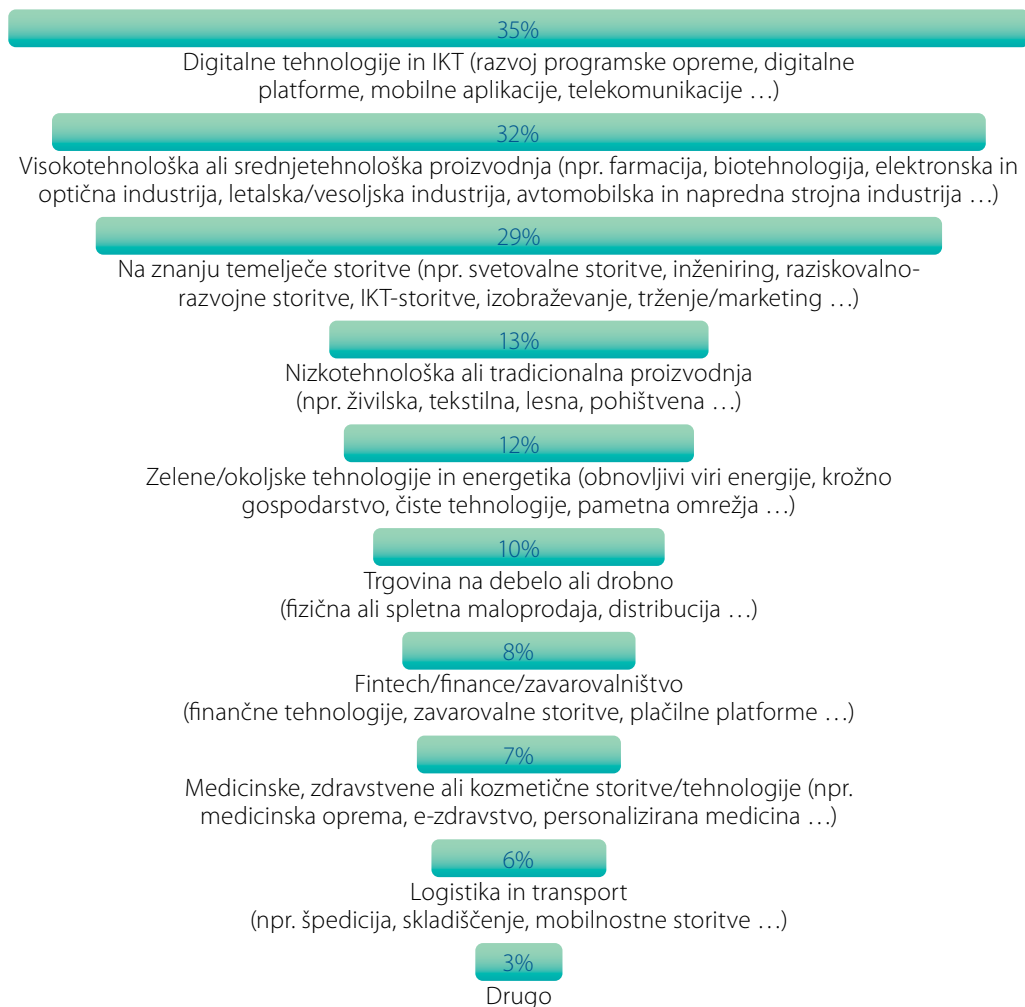 35%
Digitalne tehnologije in IKT (razvoj programske opreme, digitalne
platforme, mobilne aplikacije, telekomunikacije …)
32%
Visokotehnološka ali srednjetehnološka proizvodnja (npr. farmacija, biotehnologija, elektronska in
optična industrija, letalska/vesoljska industrija, avtomobilska in napredna strojna industrija …)
29%
Na znanju temelječe storitve (npr. svetovalne storitve, inženiring, raziskovalno-
razvojne storitve, IKT-storitve, izobraževanje, trženje/marketing …)
13%
Nizkotehnološka ali tradicionalna proizvodnja
(npr. živilska, tekstilna, lesna, pohištvena …)
12%
Zelene/okoljske tehnologije in energetika (obnovljivi viri energije, krožno
gospodarstvo, čiste tehnologije, pametna omrežja …)
10%
Trgovina na debelo ali drobno
(fizična ali spletna maloprodaja, distribucija …)
8%
Fintech/finance/zavarovalništvo
(finančne tehnologije, zavarovalne storitve, plačilne platforme …)
7%
Medicinske, zdravstvene ali kozmetične storitve/tehnologije (npr.
medicinska oprema, e-zdravstvo, personalizirana medicina …)
6%
Logistika in transport
(npr. špedicija, skladiščenje, mobilnostne storitve …)
3%
Drugo